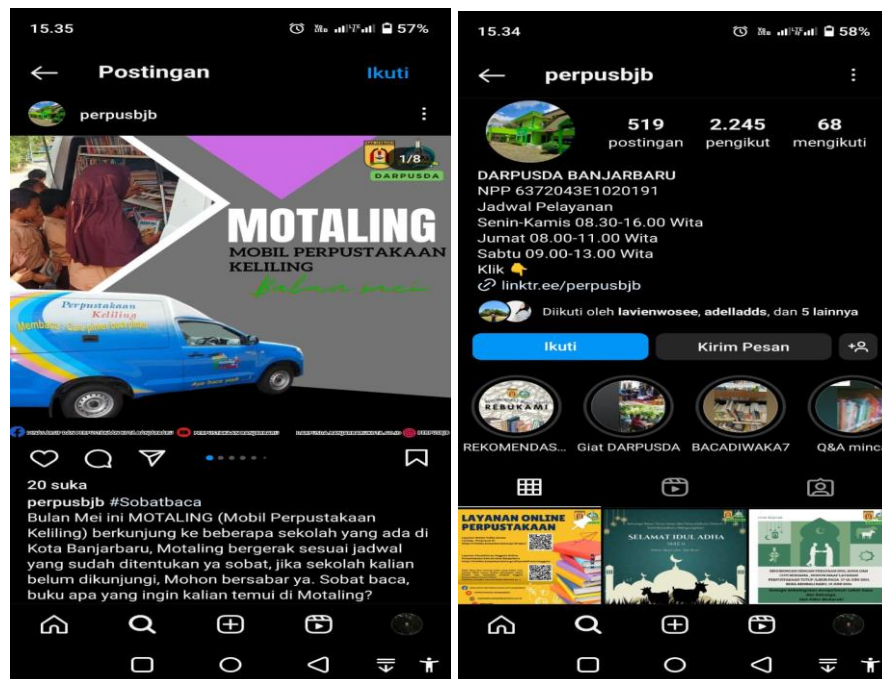 15.35
57%
Postingan
Ikuti
perpusbjb
1/8
DARPUSDA
MOTALING
MOBIL PERPUSTAKAAN
KELILING
Bulan mei
Perpustakaan
Keliling
20 suka
perpusbjb #Sobatbaca
Bulan Mei ini MOTALING (Mobil Perpustakaan
Keliling) berkunjung ke beberapa sekolah yang ada di
Kota Banjarbaru, Motaling bergerak sesuai jadwal
yang sudah ditentukan ya sobat, jika sekolah kalian
belum dikunjungi, Mohon bersabar ya. Sobat baca,
buku apa yang ingin kalian temui di Motaling?
15.34
58%
perpusbjb
519
2.245
68
postingan
pengikut
mengikuti
DARPUSDA BANJARBARU
NPP 6372043E1020191
Jadwal Pelayanan
Senin-Kamis 08.30-16.00 Wita
Jumat 08.00-11.00 Wita
Sabtu 09.00-13.00 Wita
Klik 👇
linktr.ee/perpusbjb
Diikuti oleh lavienwosee, adelladds, dan 5 lainnya
Ikuti
Kirim Pesan
REBUKAMI
REKOMENDAS...
Giat DARPUSDA
BACADIWAKA7
Q&A minca
LAYANAN ONLINE
PERPUSTAKAAN
SELAMAT IDUL ADHA